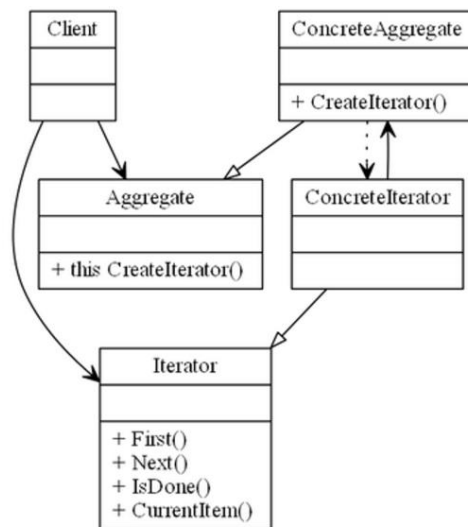 Client
ConcreteAggregate
+ CreateIterator()
Aggregate
+ this CreateIterator()
ConcreteIterator
Iterator
+ First()
+ Next()
+ IsDone()
+ CurrentItem()